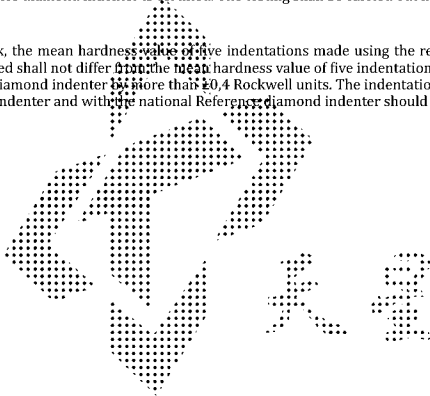 k, the mean hardness value of five indentations made using the re
ed shall not differ from the mean hardness value of five indentation
iamond indenter by more than ±0,4 Rockwell units. The indentatio
ndenter and with the national Reference diamond indenter should